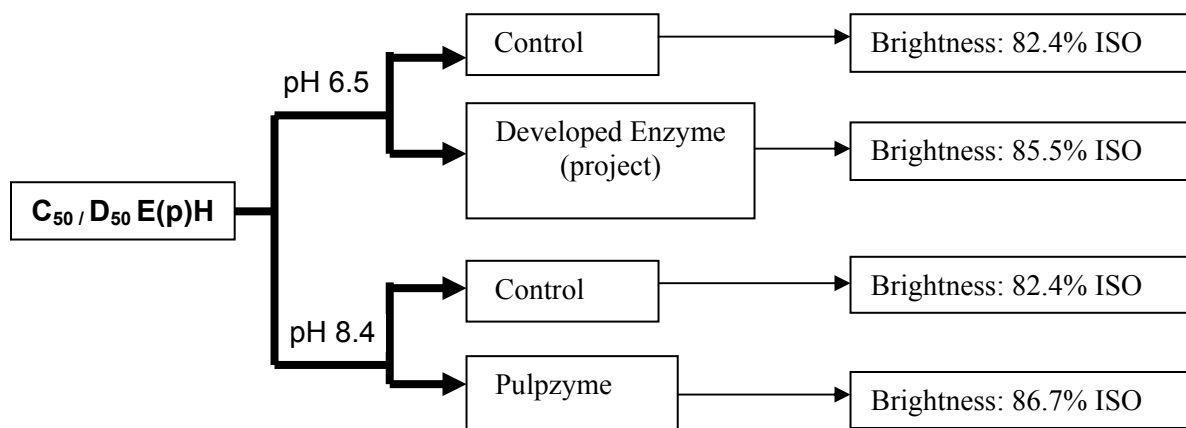 Control
Brightness: 82.4% ISO
pH 6.5
Developed Enzyme
(project)
Brightness: 85.5% ISO
C50 / D50 E(p)H
Control
Brightness: 82.4% ISO
pH 8.4
Pulpzyme
Brightness: 86.7% ISO